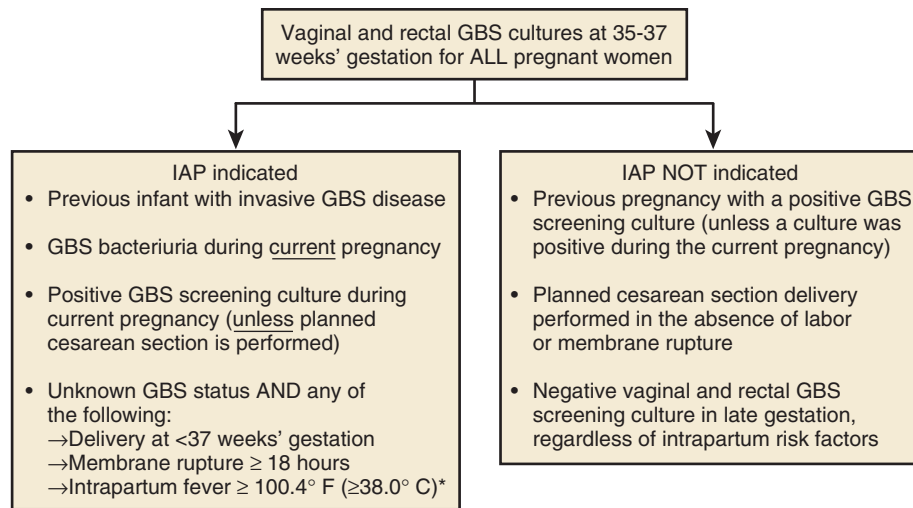 Vaginal and rectal GBS cultures at 35-37
weeks' gestation for ALL pregnant women
IAP indicated
• Previous infant with invasive GBS disease
• GBS bacteriuria during current pregnancy
• Positive GBS screening culture during
current pregnancy (unless planned
cesarean section is performed)
• Unknown GBS status AND any of
the following:
→Delivery at <37 weeks' gestation
→Membrane rupture ≥ 18 hours
→Intrapartum fever ≥ 100.4° F (≥38.0° C)*
IAP NOT indicated
• Previous pregnancy with a positive GBS
screening culture (unless a culture was
positive during the current pregnancy)
• Planned cesarean section delivery
performed in the absence of labor
or membrane rupture
• Negative vaginal and rectal GBS
screening culture in late gestation,
regardless of intrapartum risk factors